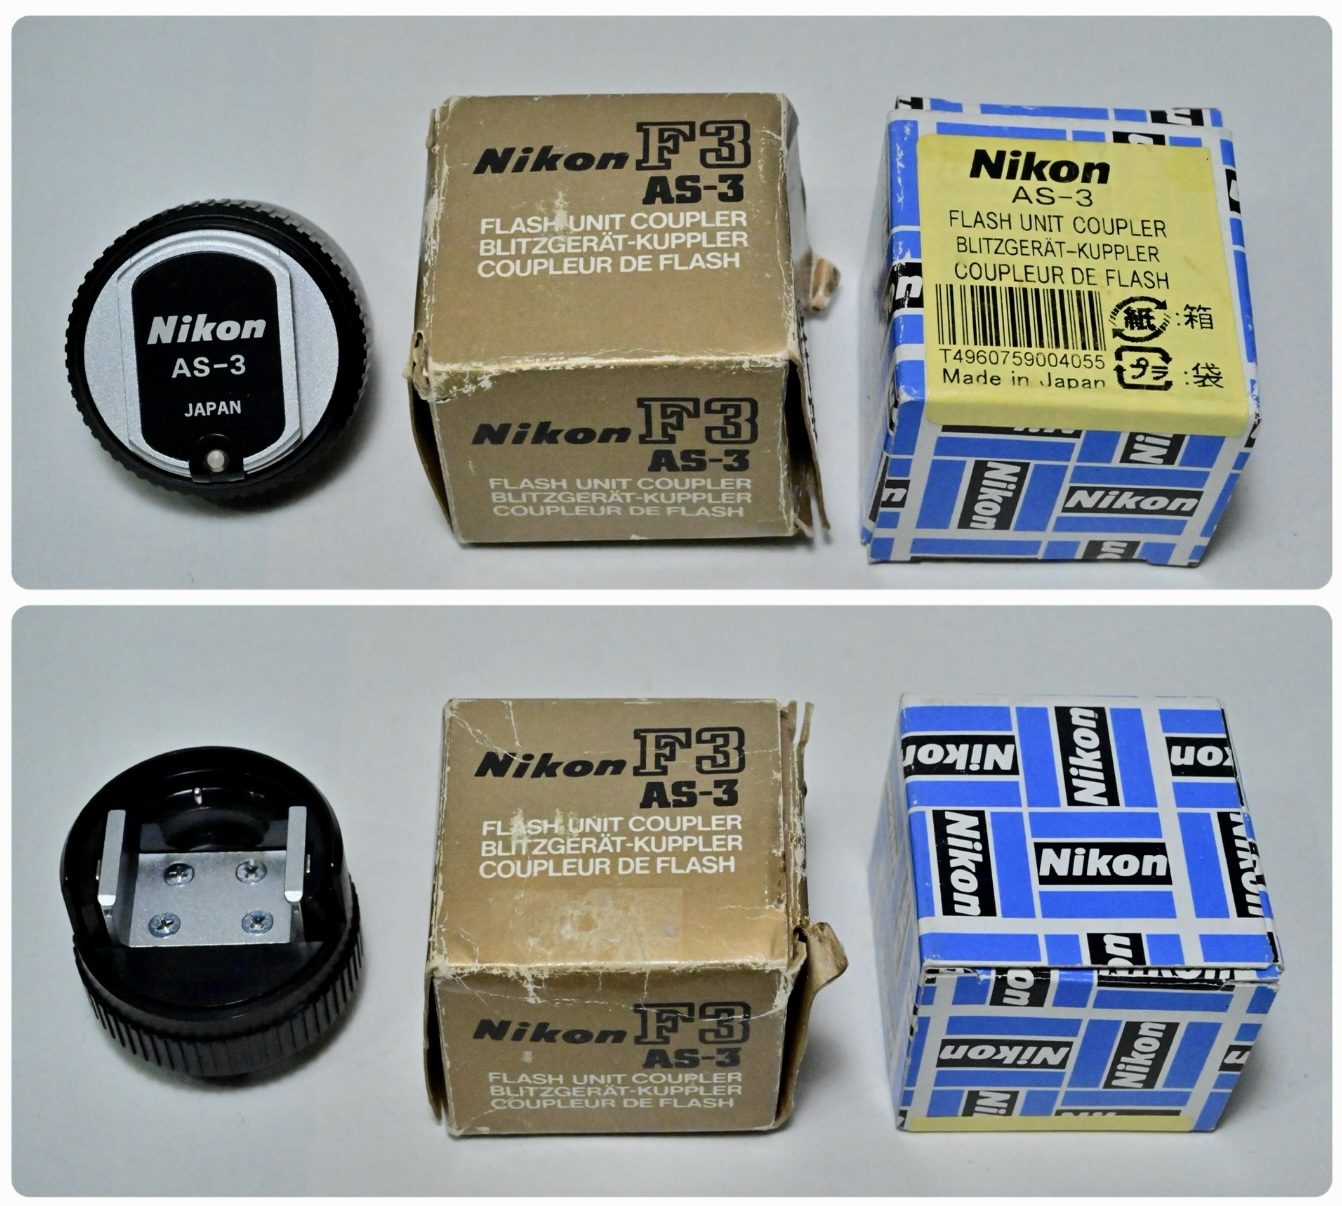 Nikon
AS-3
JAPAN
Nikon F3
AS-3
FLASH UNIT COUPLER
BLITZGERÄT-KUPPLER
COUPLEUR DE FLASH
Nikon F3
AS-3
FLASH UNIT COUPLER
BLITZGERÄT-KUPPLER
COUPLEUR DE FLASH
Nikon
AS-3
FLASH UNIT COUPLER
BLITZGERÄT-KUPPLER
COUPLEUR DE FLASH
紙:箱
T4960759004055
プラ:袋
Made in Japan
Nikon
Nikon
Nikon F3
AS-3
FLASH UNIT COUPLER
BLITZGERÄT-KUPPLER
COUPLEUR DE FLASH
Nikon F3
AS-3
FLASH UNIT COUPLER
BLITZGERÄT-KUPPLER
COUPLEUR DE FLASH
Nikon
Nikon
Nikon
Nikon
Nikon
Nikon